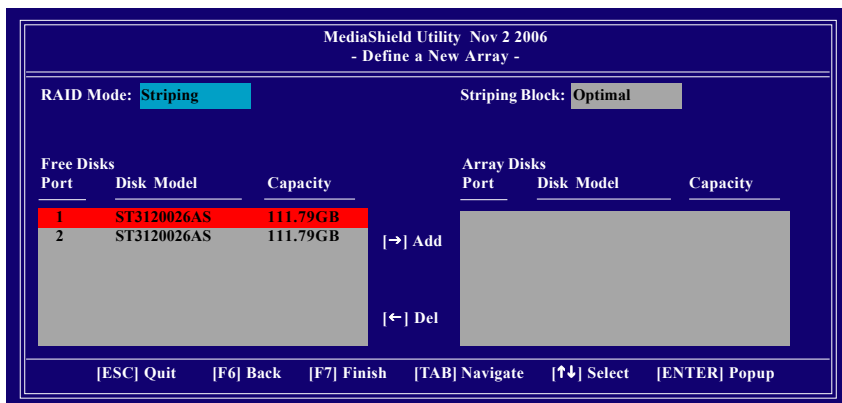 MediaShield Utility Nov 2 2006
- Define a New Array -
RAID Mode: Striping Striping Block: Optimal
Free Disks Array Disks
Port Disk Model Capacity Port Disk Model Capacity
1 ST3120026AS 111.79GB
2 ST3120026AS 111.79GB
[→] Add
[←] Del
[ESC] Quit [F6] Back [F7] Finish [TAB] Navigate [↑↓] Select [ENTER] Popup